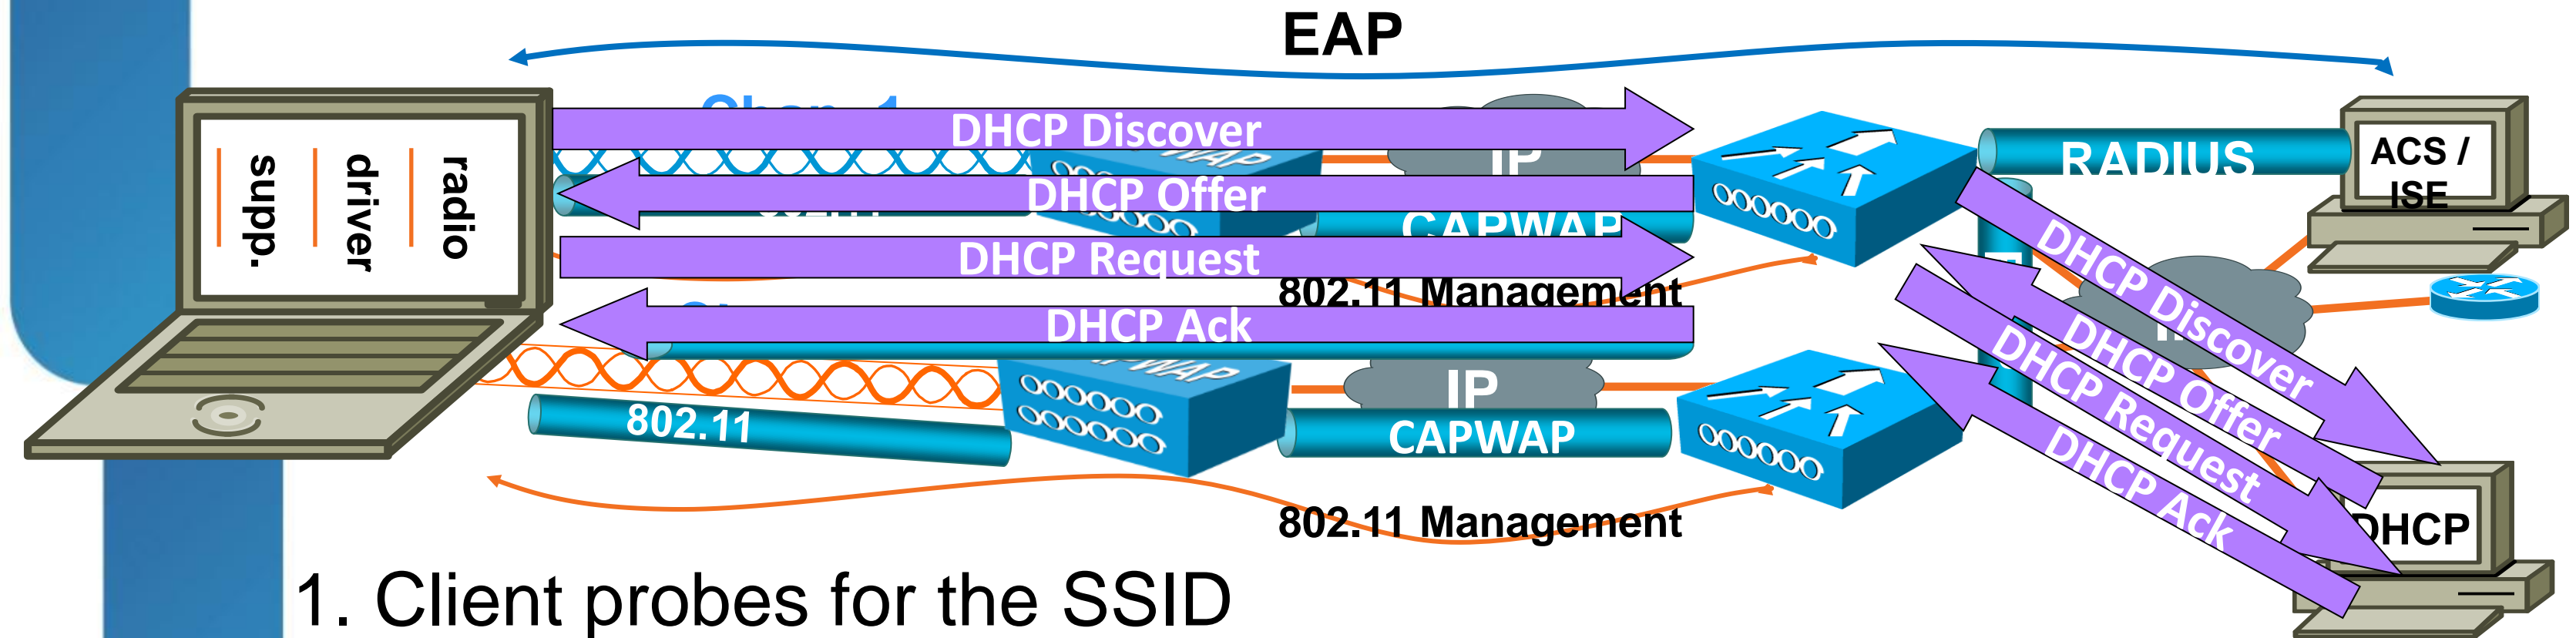 EAP
DHCP Discover
DHCP Offer
DHCP Request
DHCP Ack
radio
driver
supp.
IP
CAPWAP
802.11 Management
RADIUS
ACS /
ISE
802.11
IP
CAPWAP
802.11 Management
DHCP Discover
DHCP Offer
DHCP Request
DHCP Ack
DHCP
1. Client probes for the SSID